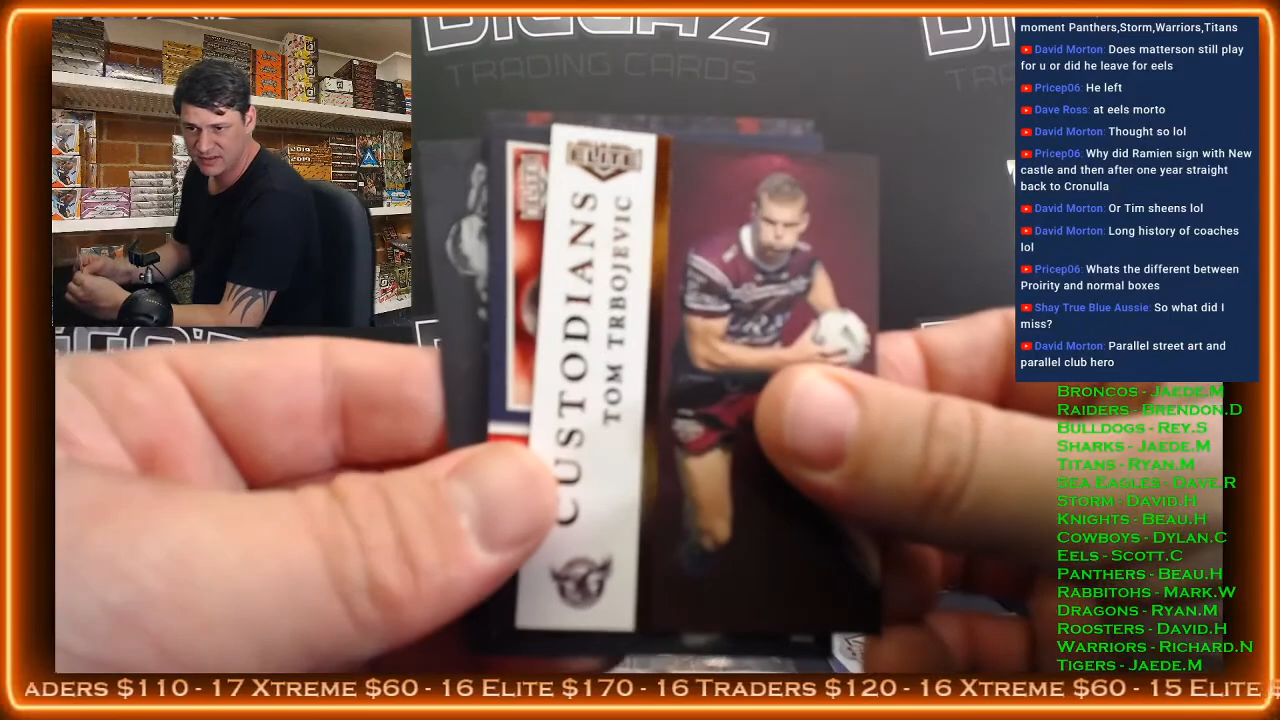 DIGGA'Z
TRADING CARDS
ELITE
CUSTODIANS
TOM TRBOJEVIC
2019
moment Panthers,Storm,Warriors,Titans
David Morton: Does matterson still play
for u or did he leave for eels
Pricep06: He left
Dave Ross: at eels morto
David Morton: Thought so lol
Pricep06: Why did Ramien sign with New
castle and then after one year straight
back to Cronulla
David Morton: Or Tim sheens lol
David Morton: Long history of coaches
lol
Pricep06: Whats the different between
Proirity and normal boxes
Shay True Blue Aussie: So what did I
miss?
David Morton: Parallel street art and
parallel club hero
BRONCOS - JAEDE.M
RAIDERS - BRENDON.D
BULLDOGS - REY.S
SHARKS - JAEDE.M
TITANS - RYAN.M
SEA EAGLES - DAVE.R
STORM - DAVID.H
KNIGHTS - BEAU.H
COWBOYS - DYLAN.C
EELS - SCOTT.C
PANTHERS - BEAU.H
RABBITOHS - MARK.W
DRAGONS - RYAN.M
ROOSTERS - DAVID.H
WARRIORS - RICHARD.N
TIGERS - JAEDE.M
ADERS $110 - 17 XTREME $60 - 16 ELITE $170 - 16 TRADERS $120 - 16 XTREME $60 - 15 ELITE $